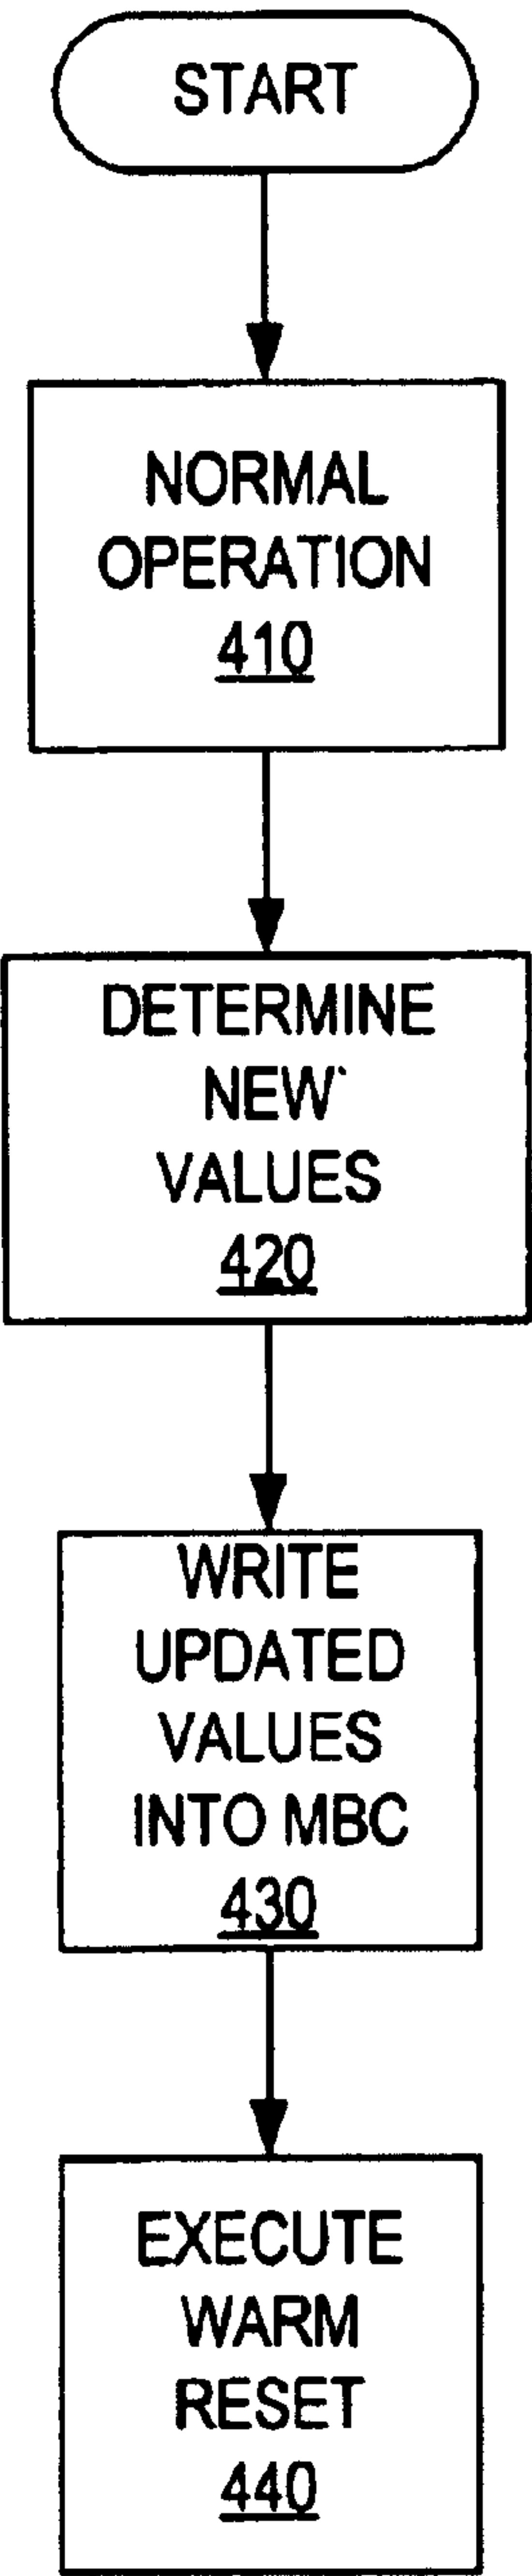 START
NORMAL
OPERATION
410
DETERMINE
NEW
VALUES
420
WRITE
UPDATED
VALUES
INTO MBC
430
EXECUTE
WARM
RESET
440